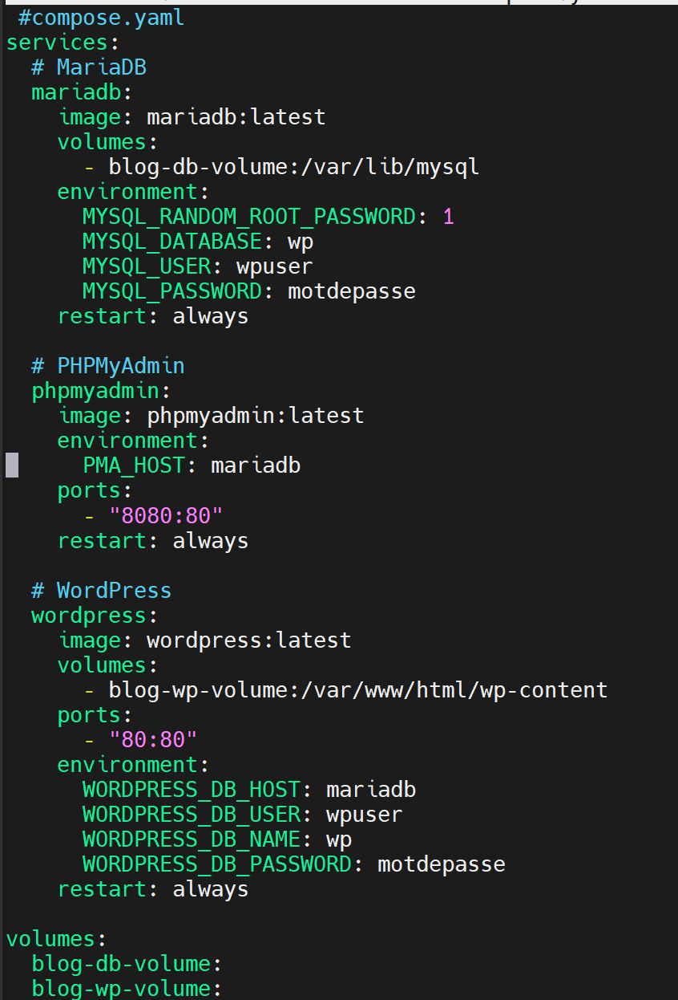 #compose.yaml
services:
  # MariaDB
  mariadb:
    image: mariadb:latest
    volumes:
      - blog-db-volume:/var/lib/mysql
    environment:
      MYSQL_RANDOM_ROOT_PASSWORD: 1
      MYSQL_DATABASE: wp
      MYSQL_USER: wpuser
      MYSQL_PASSWORD: motdepasse
    restart: always

  # PHPMyAdmin
  phpmyadmin:
    image: phpmyadmin:latest
    environment:
      PMA_HOST: mariadb
    ports:
      - "8080:80"
    restart: always

  # WordPress
  wordpress:
    image: wordpress:latest
    volumes:
      - blog-wp-volume:/var/www/html/wp-content
    ports:
      - "80:80"
    environment:
      WORDPRESS_DB_HOST: mariadb
      WORDPRESS_DB_USER: wpuser
      WORDPRESS_DB_NAME: wp
      WORDPRESS_DB_PASSWORD: motdepasse
    restart: always

volumes:
  blog-db-volume:
  blog-wp-volume: